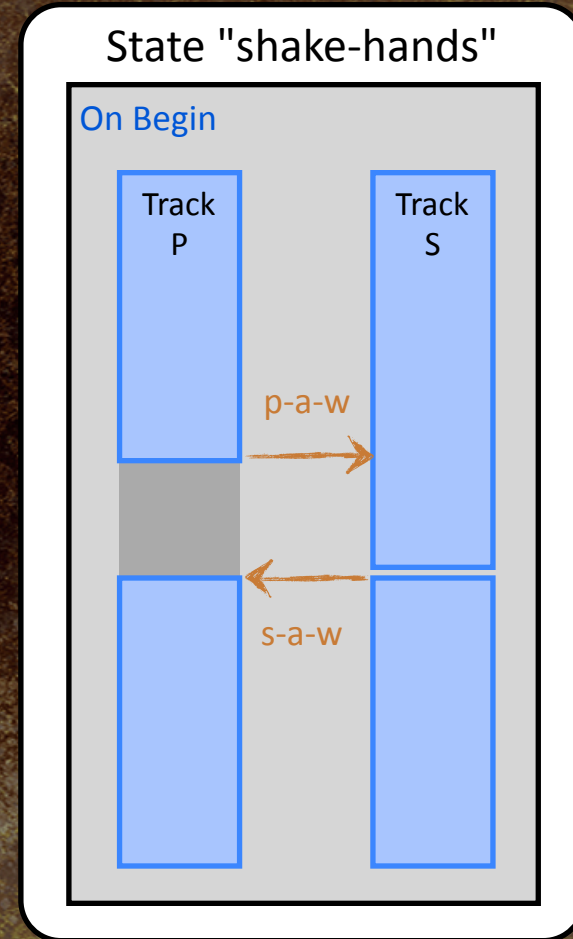 State "shake-hands"
On Begin
Track
P
Track
S
p-a-w
s-a-w